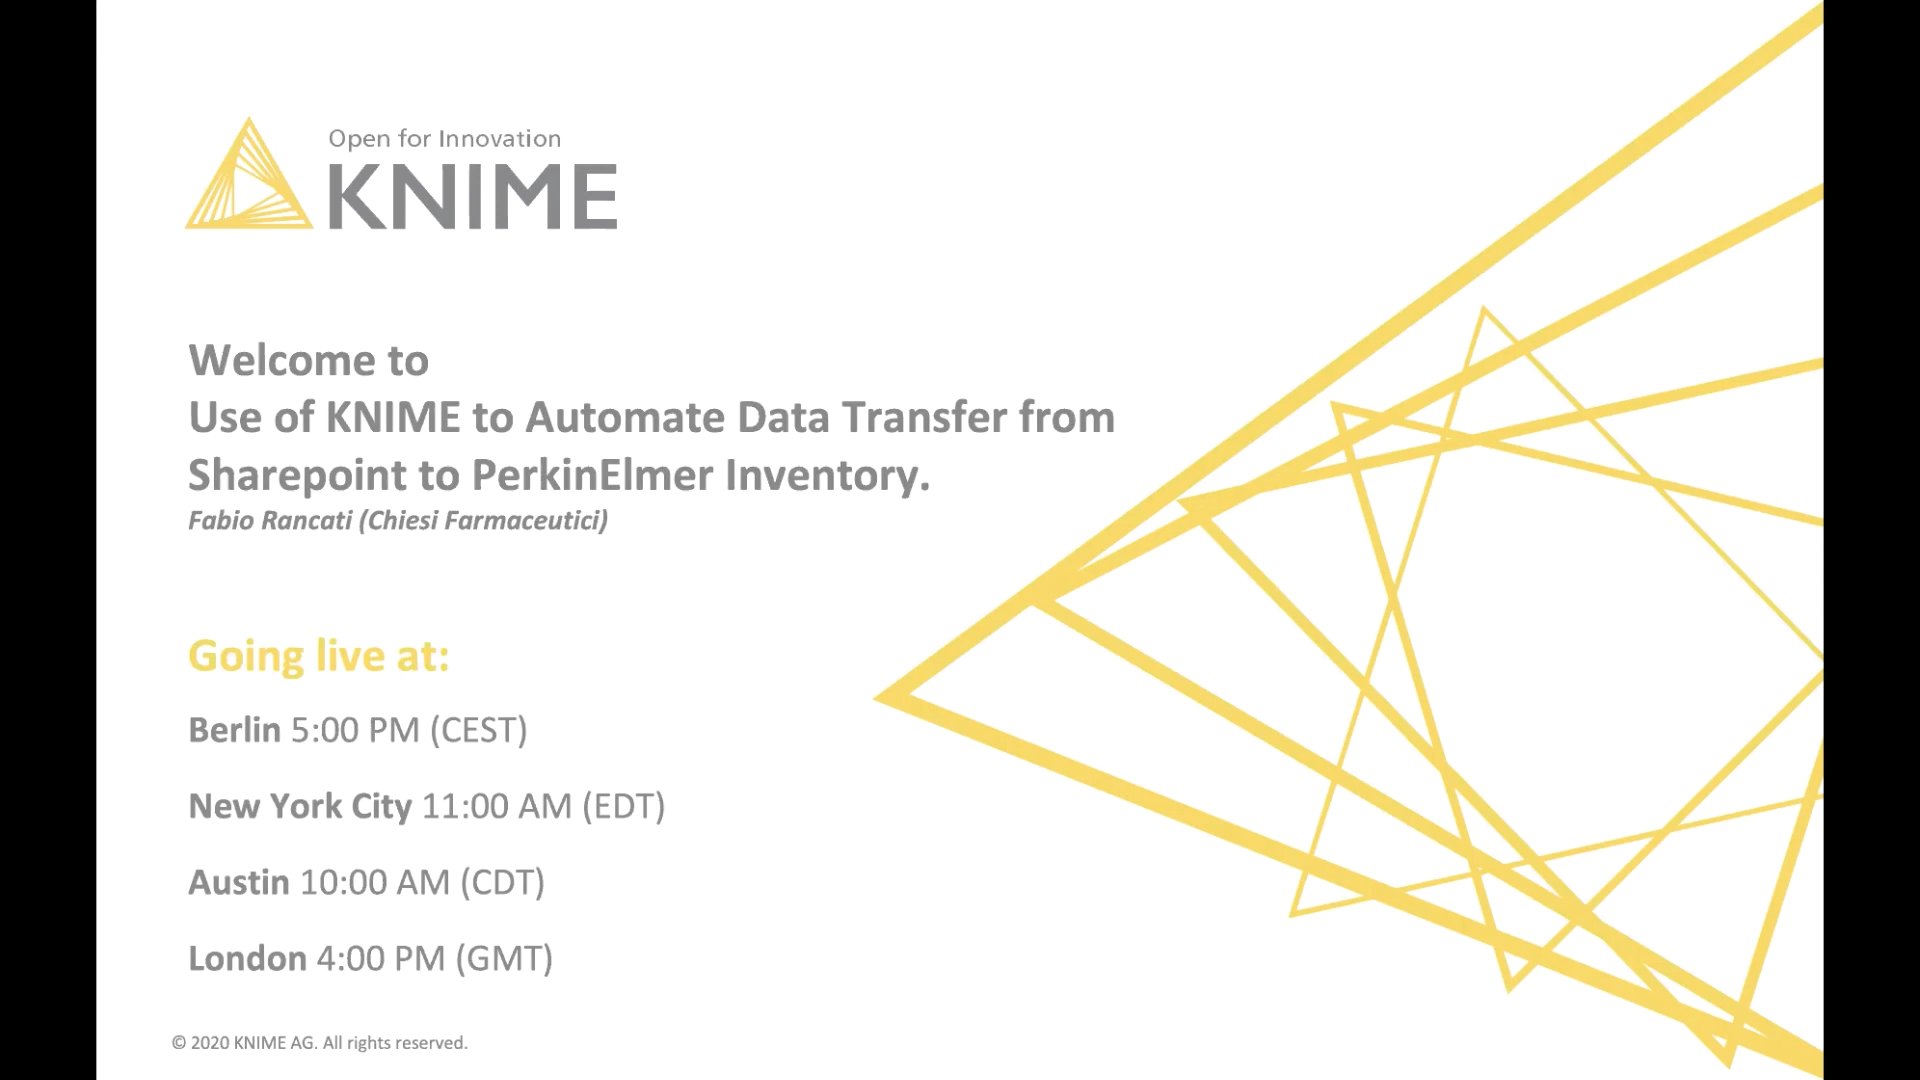 Open for Innovation
KNIME
Welcome to
Use of KNIME to Automate Data Transfer from
Sharepoint to PerkinElmer Inventory.
Fabio Rancati (Chiesi Farmaceutici)
Going live at:
Berlin 5:00 PM (CEST)
New York City 11:00 AM (EDT)
Austin 10:00 AM (CDT)
London 4:00 PM (GMT)
© 2020 KNIME AG. All rights reserved.